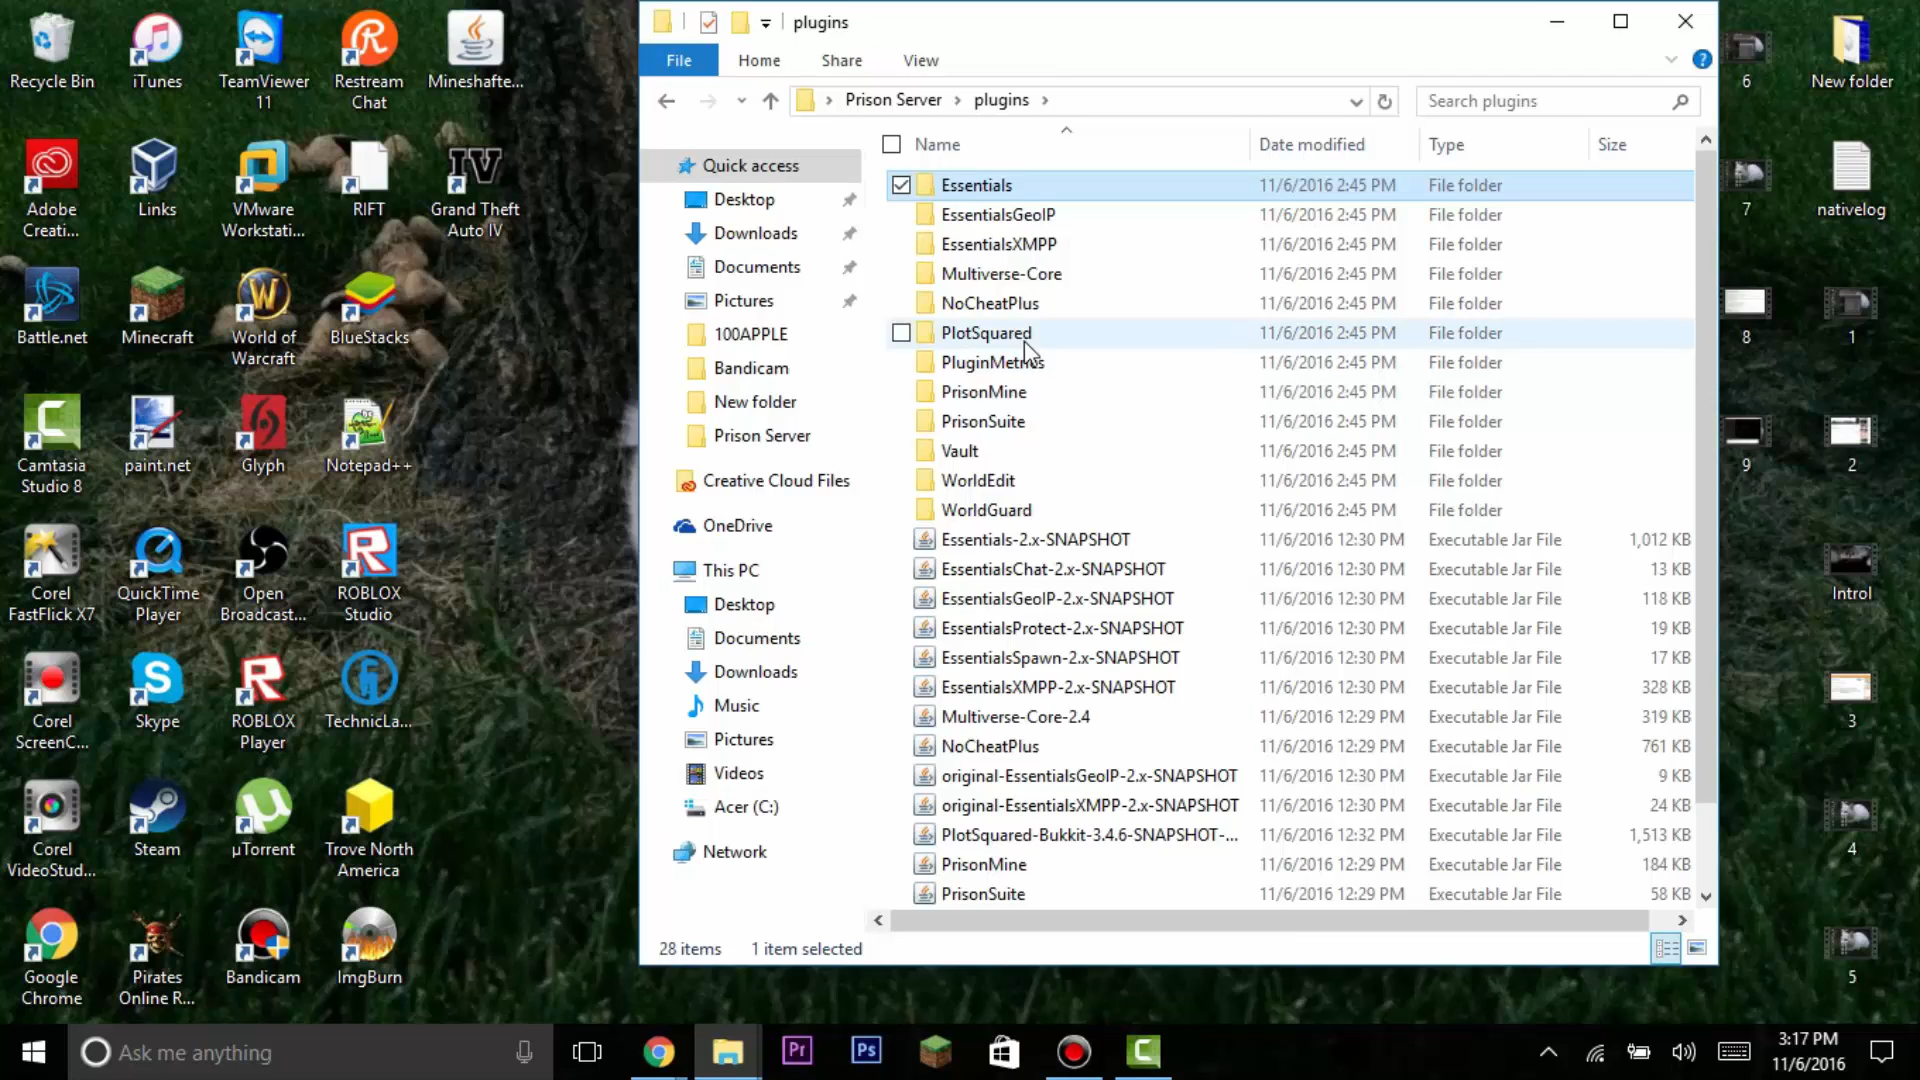 plugins
File
Home
Share
View
Prison Server
plugins
Search plugins
Name
Date modified
Type
Size
Quick access
Desktop
Downloads
Documents
Pictures
100APPLE
Bandicam
New folder
Prison Server
Creative Cloud Files
OneDrive
This PC
Desktop
Documents
Downloads
Music
Pictures
Videos
Acer (C:)
Network
Essentials 11/6/2016 2:45 PM File folder
EssentialsGeoIP 11/6/2016 2:45 PM File folder
EssentialsXMPP 11/6/2016 2:45 PM File folder
Multiverse-Core 11/6/2016 2:45 PM File folder
NoCheatPlus 11/6/2016 2:45 PM File folder
PlotSquared 11/6/2016 2:45 PM File folder
PluginMetrics 11/6/2016 2:45 PM File folder
PrisonMine 11/6/2016 2:45 PM File folder
PrisonSuite 11/6/2016 2:45 PM File folder
Vault 11/6/2016 2:45 PM File folder
WorldEdit 11/6/2016 2:45 PM File folder
WorldGuard 11/6/2016 2:45 PM File folder
Essentials-2.x-SNAPSHOT 11/6/2016 12:30 PM Executable Jar File 1,012 KB
EssentialsChat-2.x-SNAPSHOT 11/6/2016 12:30 PM Executable Jar File 13 KB
EssentialsGeoIP-2.x-SNAPSHOT 11/6/2016 12:30 PM Executable Jar File 118 KB
EssentialsProtect-2.x-SNAPSHOT 11/6/2016 12:30 PM Executable Jar File 19 KB
EssentialsSpawn-2.x-SNAPSHOT 11/6/2016 12:30 PM Executable Jar File 17 KB
EssentialsXMPP-2.x-SNAPSHOT 11/6/2016 12:30 PM Executable Jar File 328 KB
Multiverse-Core-2.4 11/6/2016 12:29 PM Executable Jar File 319 KB
NoCheatPlus 11/6/2016 12:29 PM Executable Jar File 761 KB
original-EssentialsGeoIP-2.x-SNAPSHOT 11/6/2016 12:30 PM Executable Jar File 9 KB
original-EssentialsXMPP-2.x-SNAPSHOT 11/6/2016 12:30 PM Executable Jar File 24 KB
PlotSquared-Bukkit-3.4.6-SNAPSHOT-... 11/6/2016 12:32 PM Executable Jar File 1,513 KB
PrisonMine 11/6/2016 12:29 PM Executable Jar File 184 KB
PrisonSuite 11/6/2016 12:29 PM Executable Jar File 58 KB
28 items 1 item selected
Recycle Bin
iTunes
TeamViewer
11
Restream
Chat
Mineshafte...
Adobe
Creati...
Links
VMware
Workstati...
RIFT
Grand Theft
Auto IV
Battle.net
Minecraft
World of
Warcraft
BlueStacks
Camtasia
Studio 8
paint.net
Glyph
Notepad++
Corel
FastFlick X7
QuickTime
Player
Open
Broadcast...
ROBLOX
Studio
Corel
ScreenC...
Skype
ROBLOX
Player
TechnicLa...
Corel
VideoStud...
Steam
µTorrent
Trove North
America
Google
Chrome
Pirates
Online R...
Bandicam
ImgBurn
6
New folder
7
nativelog
8
1
9
2
Introl
3
4
5
Ask me anything
Pr
Ps
3:17 PM
11/6/2016